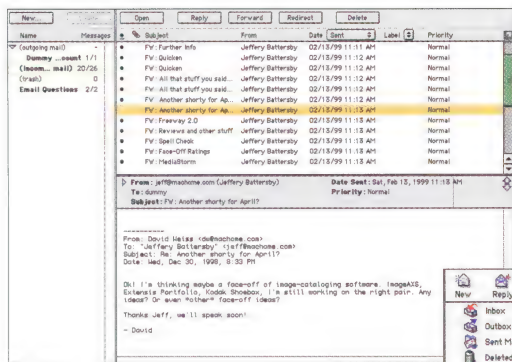 New... Open Reply Forward Redirect Delete
Name Messages Subject From Date Sent Label Priority
(outgoing mail) -
Dummy ...ount 1/1
(Incom... mail) 20/26
(trash) 0
Email Questions 2/2
FW: Further Info Jeffery Battersby 02/13/99 11:11 AM Normal
FW: Quicken Jeffery Battersby 02/13/99 11:12 AM Normal
FW: Quicken Jeffery Battersby 02/13/99 11:12 AM Normal
FW: All that stuff you said... Jeffery Battersby 02/13/99 11:12 AM Normal
FW: All that stuff you said... Jeffery Battersby 02/13/99 11:12 AM Normal
FW: Another shorty for Ap... Jeffery Battersby 02/13/99 11:12 AM Normal
FW: Another shorty for Ap... Jeffery Battersby 02/13/99 11:13 AM Normal
FW: Freeway 2.0 Jeffery Battersby 02/13/99 11:13 AM Normal
FW: Reviews and other stuff Jeffery Battersby 02/13/99 11:13 AM Normal
FW: Spell Check Jeffery Battersby 02/13/99 11:13 AM Normal
FW: Face-Off Ratings Jeffery Battersby 02/13/99 11:13 AM Normal
FW: MediaStorm Jeffery Battersby 02/13/99 11:13 AM Normal
From: jeff@machome.com (Jeffery Battersby) Date Sent: Sat, Feb 13, 1999 11:13 AM
To: dummy Priority: Normal
Subject: FW: Another shorty for April?
----------
From: David Weiss <dw@machome.com>
To: "Jeffery Battersby" <jeff@machome.com>
Subject: Re: Another shorty for April?
Date: Wed, Dec 30, 1998, 8:33 PM
Ok! I'm thinking maybe a face-off of image-cataloging software. ImageAXS,
Extensis Portfolio, Kodak Shoebox, I'm still working on the right pair. Any
ideas? Or even *other* face-off ideas?
Thanks Jeff, we'll speak soon!
- David
New Reply
Inbox
Outbox
Sent M
Deleted